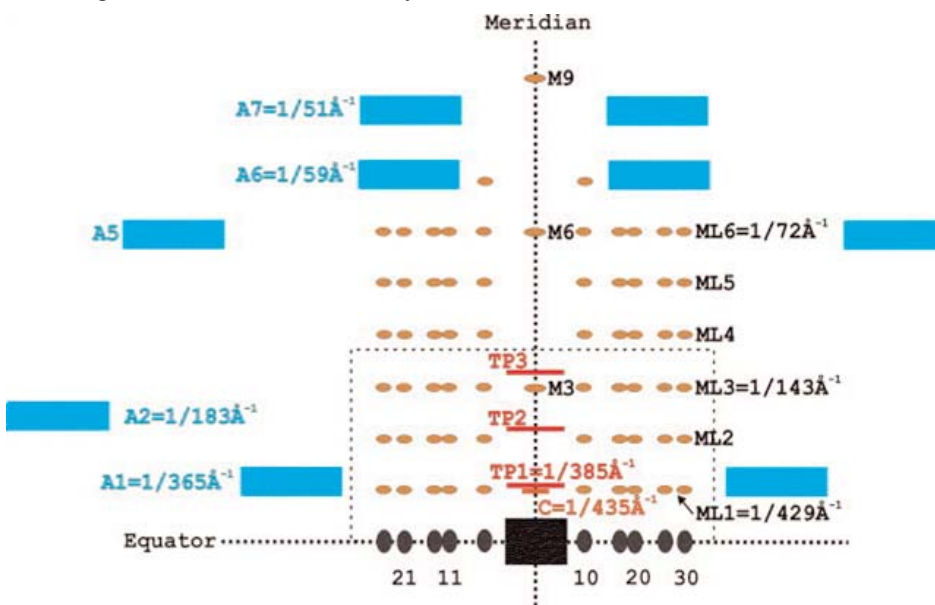 Meridian
M9
A7=1/51Å⁻¹
A6=1/59Å⁻¹
A5
M6
ML6=1/72Å⁻¹
ML5
ML4
TP3
M3
ML3=1/143Å⁻¹
A2=1/183Å⁻¹
TP2
ML2
A1=1/365Å⁻¹
TP1=1/385Å⁻¹
C=1/435Å⁻¹
ML1=1/429Å⁻¹
Equator
21 11 10 20 30